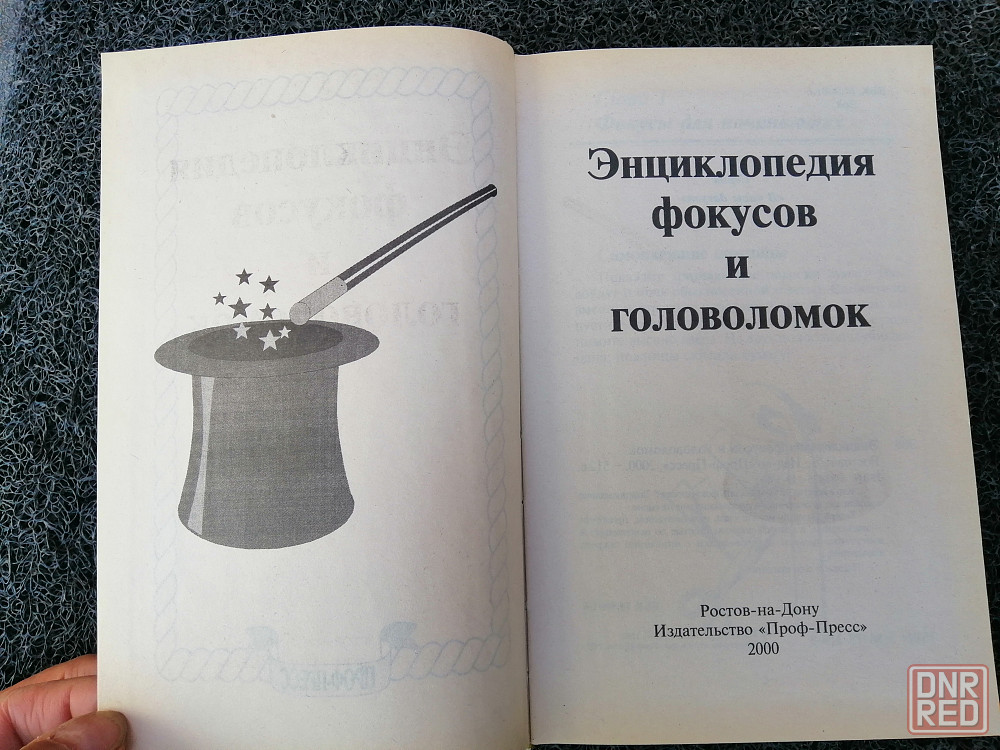 Энциклопедия
фокусов
и
головоломок
Ростов-на-Дону
Издательство «Проф-Пресс»
2000
DNR
RED